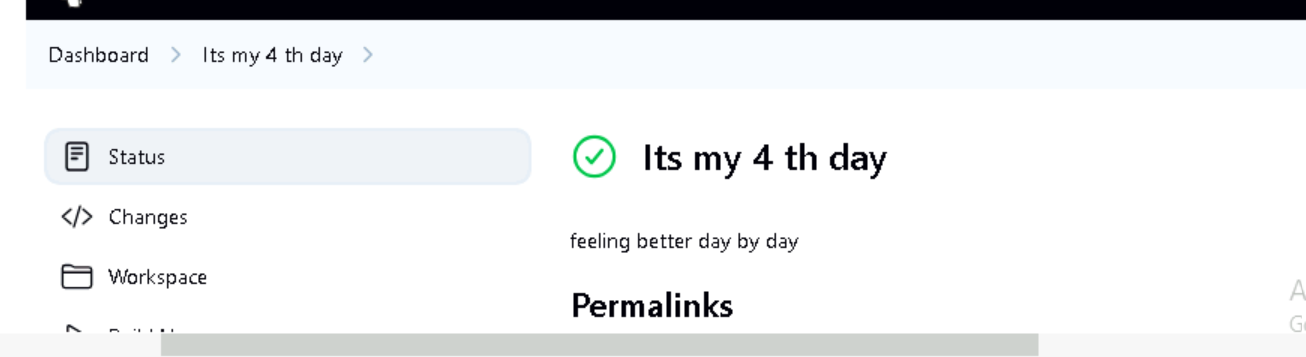 Dashboard > Its my 4 th day >
Status
Its my 4 th day
</> Changes
feeling better day by day
Workspace
Permalinks